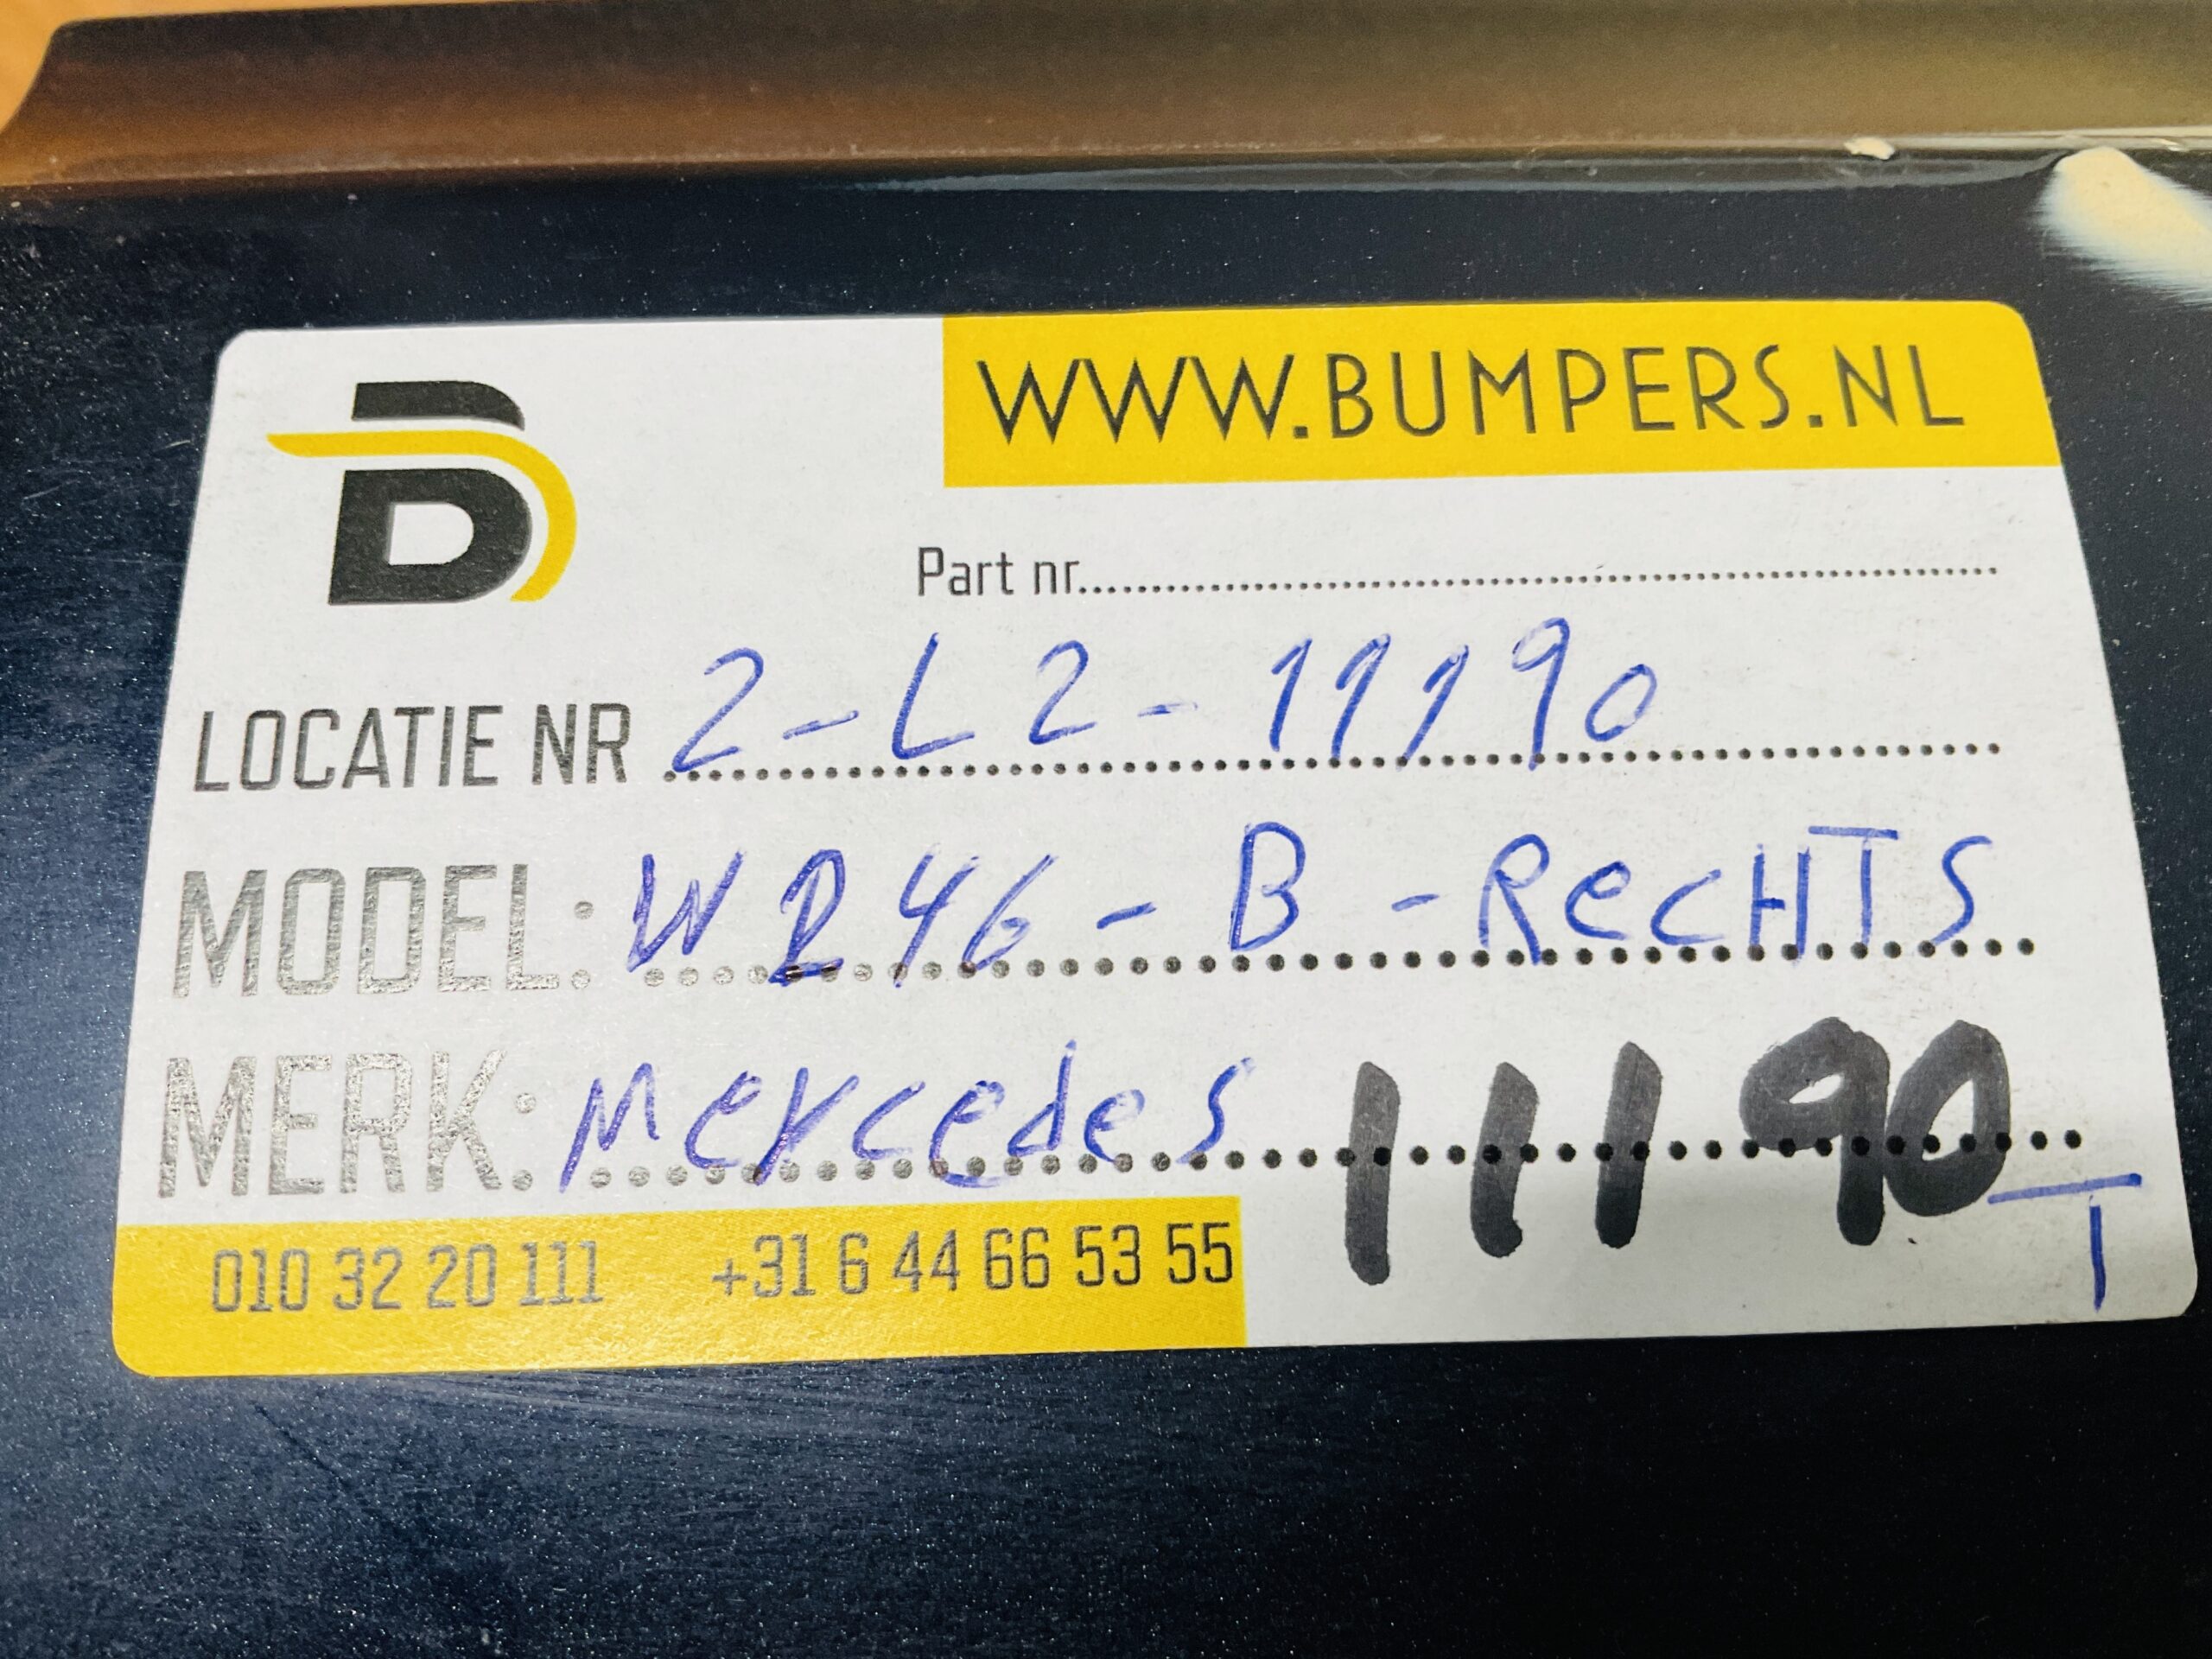 B
WWW.BUMPERS.NL
Part nr.
LOCATIE NR 2-L2-11190
MODEL: W246-B-RecHTS
MERK: Mercedes 11190
T
010 32 20 111 +31 6 44 66 53 55